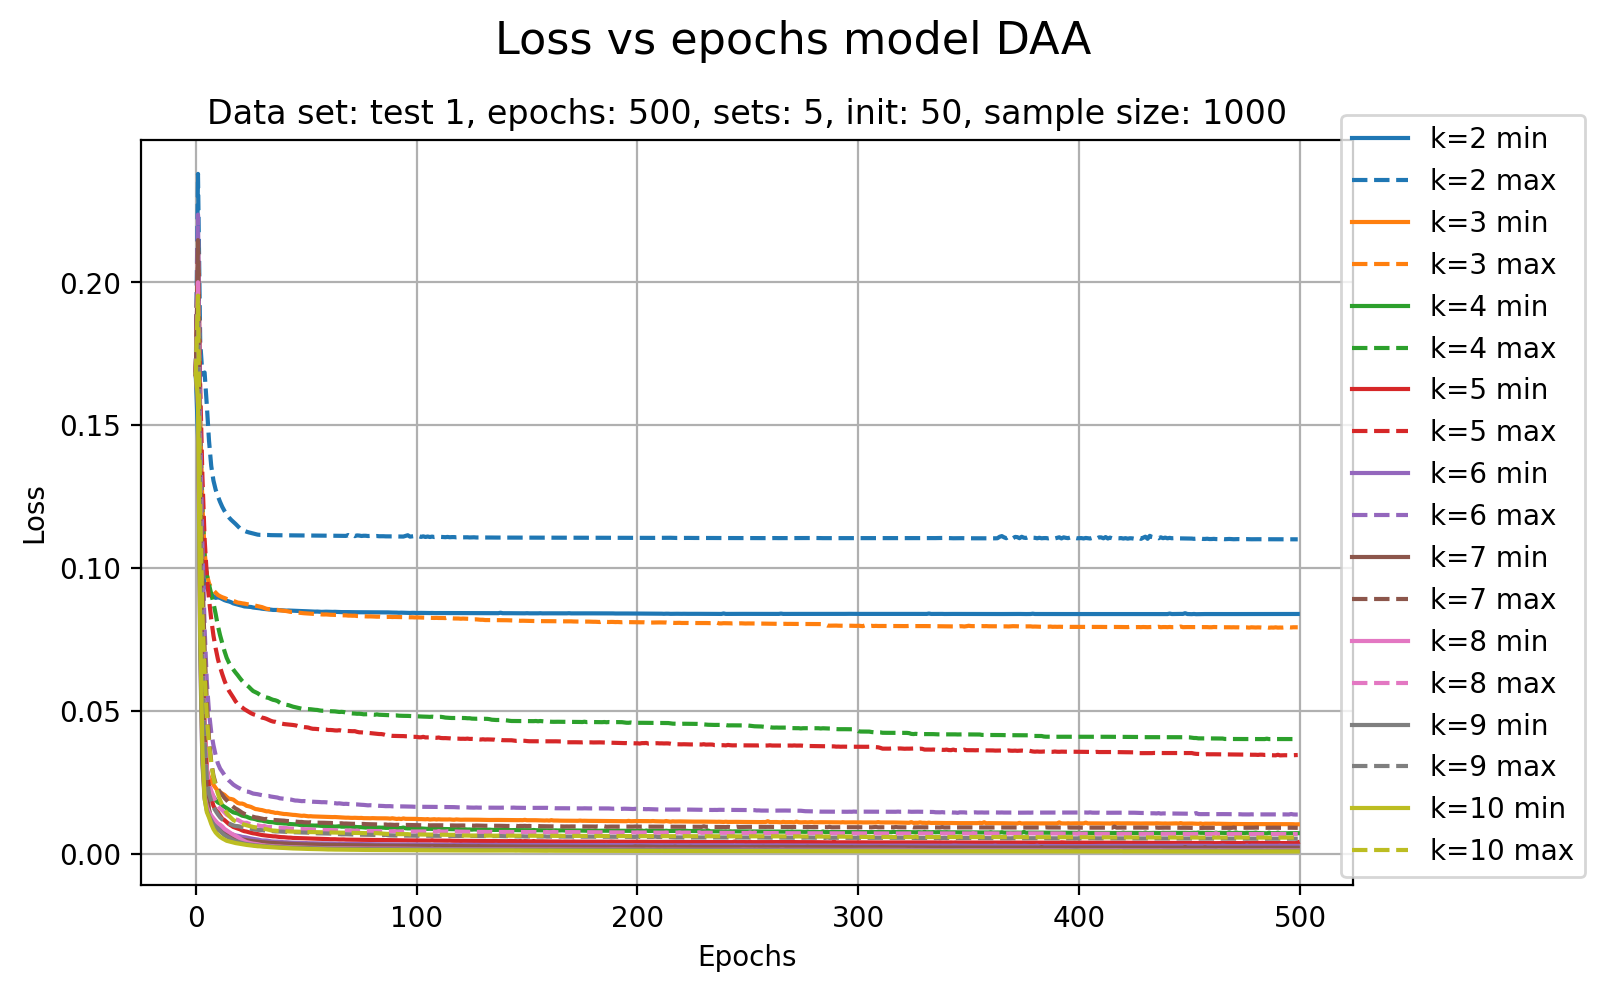 Loss vs epochs model DAA
Data set: test 1, epochs: 500, sets: 5, init: 50, sample size: 1000
k=2 min
k=2 max
k=3 min
k=3 max
k=4 min
k=4 max
k=5 min
k=5 max
k=6 min
k=6 max
k=7 min
k=7 max
k=8 min
k=8 max
k=9 min
k=9 max
k=10 min
k=10 max
Loss
0.20
0.15
0.10
0.05
0.00
0 100 200 300 400 500
Epochs